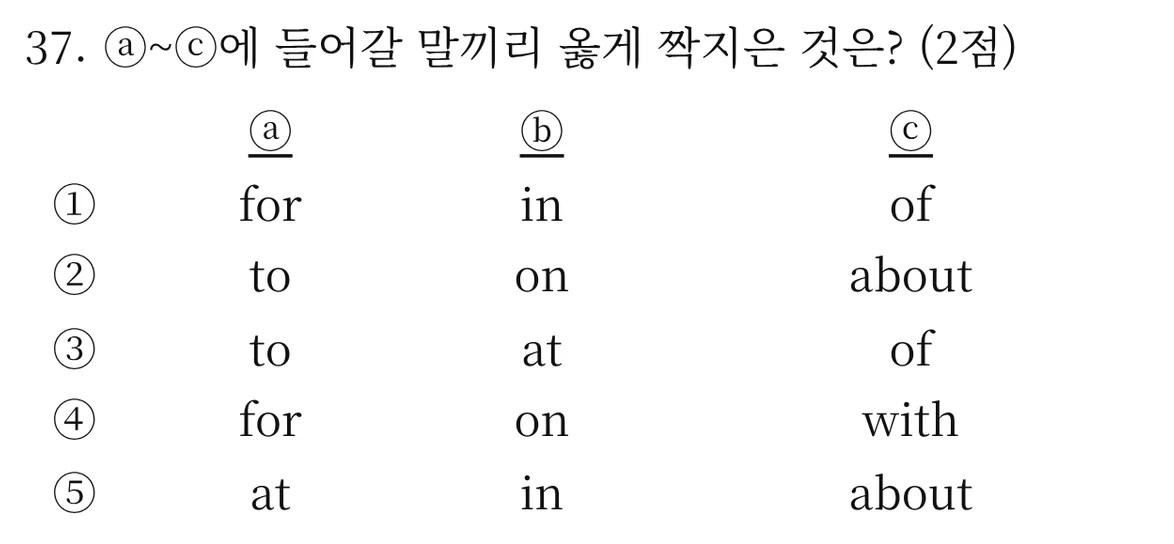 37. ⓐ~ⓒ에 들어갈 말끼리 옳게 짝지은 것은? (2점)
ⓐ ⓑ ⓒ
① for in of
② to on about
③ to at of
④ for on with
⑤ at in about